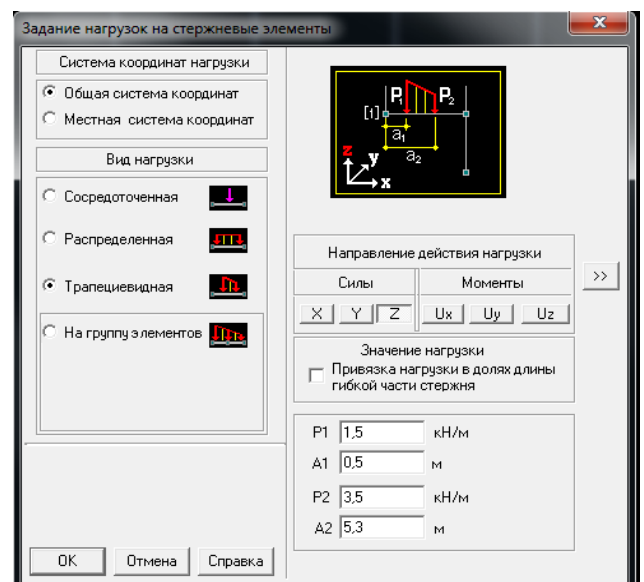 Задание нагрузок на стержневые элементы
Система координат нагрузки
Общая система координат
Местная система координат
Вид нагрузки
Сосредоточенная
Распределенная
Трапециевидная
На группу элементов
P₁ P₂
[1]
a₁
a₂
z y
x
Направление действия нагрузки
Силы Моменты
X Y Z Ux Uy Uz
>>
Значение нагрузки
Привязка нагрузки в долях длины
гибкой части стержня
P1 1,5 кН/м
A1 0,5 м
P2 3,5 кН/м
A2 5,3 м
OK Отмена Справка